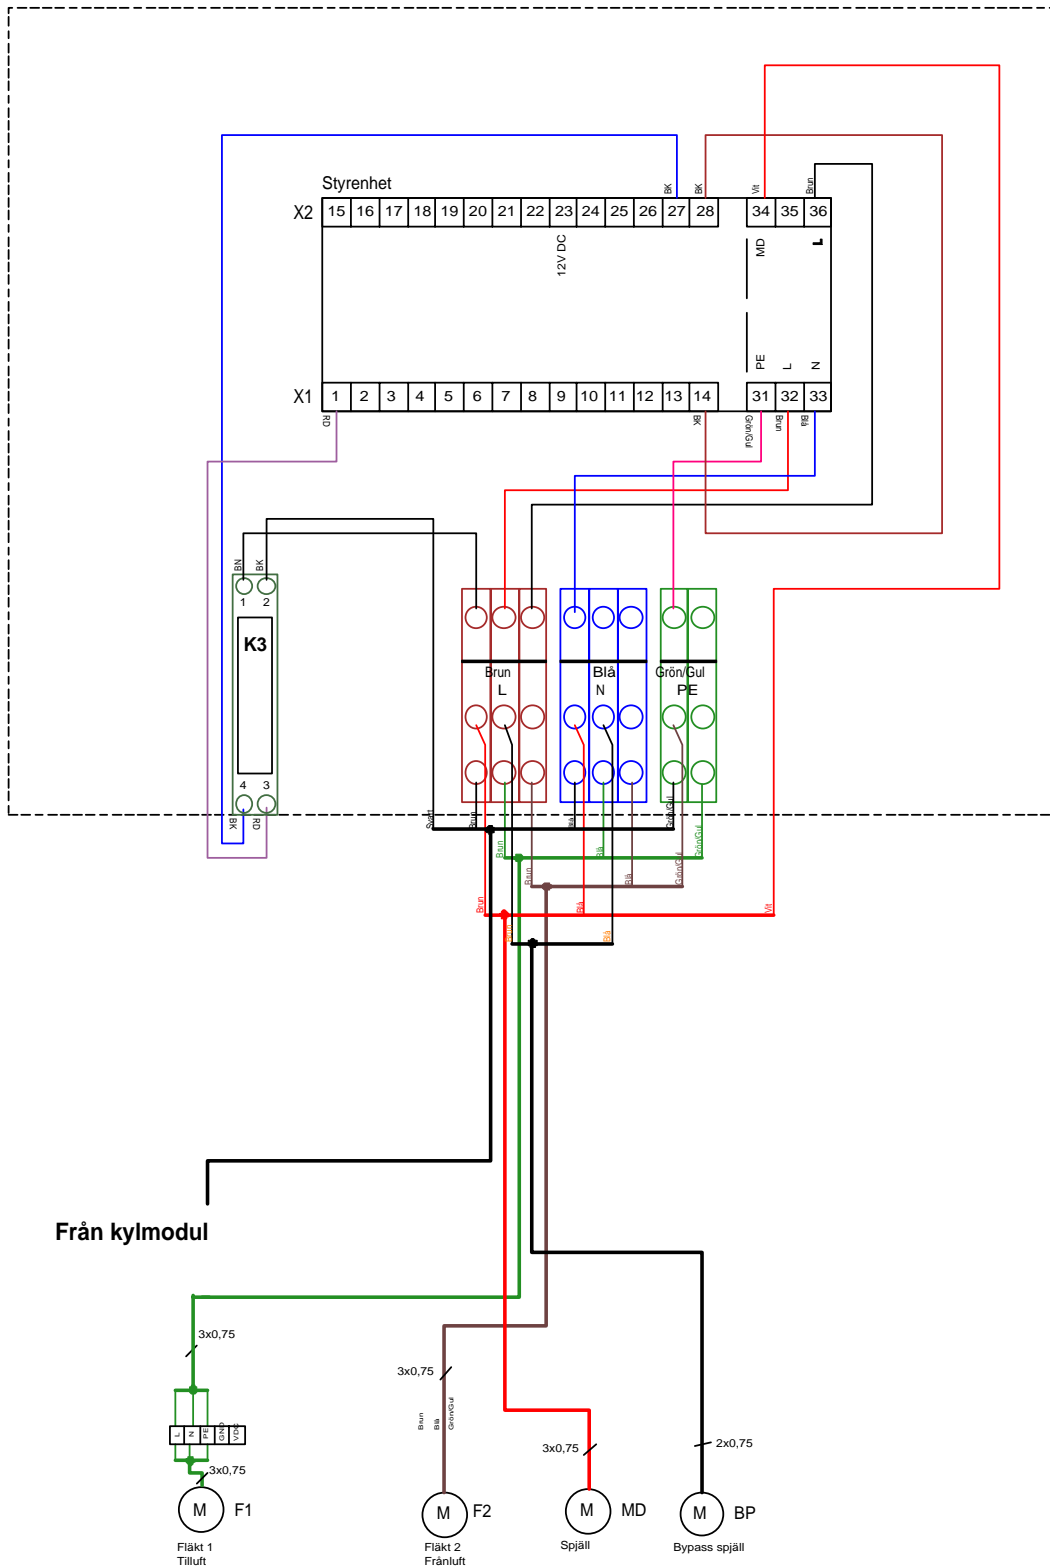 Styrenhet
BK
BK
Vit
Brun
X2 15 16 17 18 19 20 21 22 23 24 25 26 27 28 34 35 36
12V DC
MD
L
PE
L
N
X1 1 2 3 4 5 6 7 8 9 10 11 12 13 14 31 32 33
RD
BK
Grön/Gul
Brun
Blå
BN
BK
1 2
K3
4 3
BK
RD
Brun
L
Blå
N
Grön/Gul
PE
Svart
Brun
Blå
Grön/Gul
Brun
Blå
Grön/Gul
Brun
Blå
Grön/Gul
Brun
Blå
Vit
Brun
Blå
Från kylmodul
3x0,75
3x0,75
Brun
Blå
Grön/Gul
L
N
PE
GND
VDC
3x0,75
3x0,75
2x0,75
M F1
M F2
M MD
M BP
Fläkt 1
Tilluft
Fläkt 2
Frånluft
Spjäll
Bypass spjäll